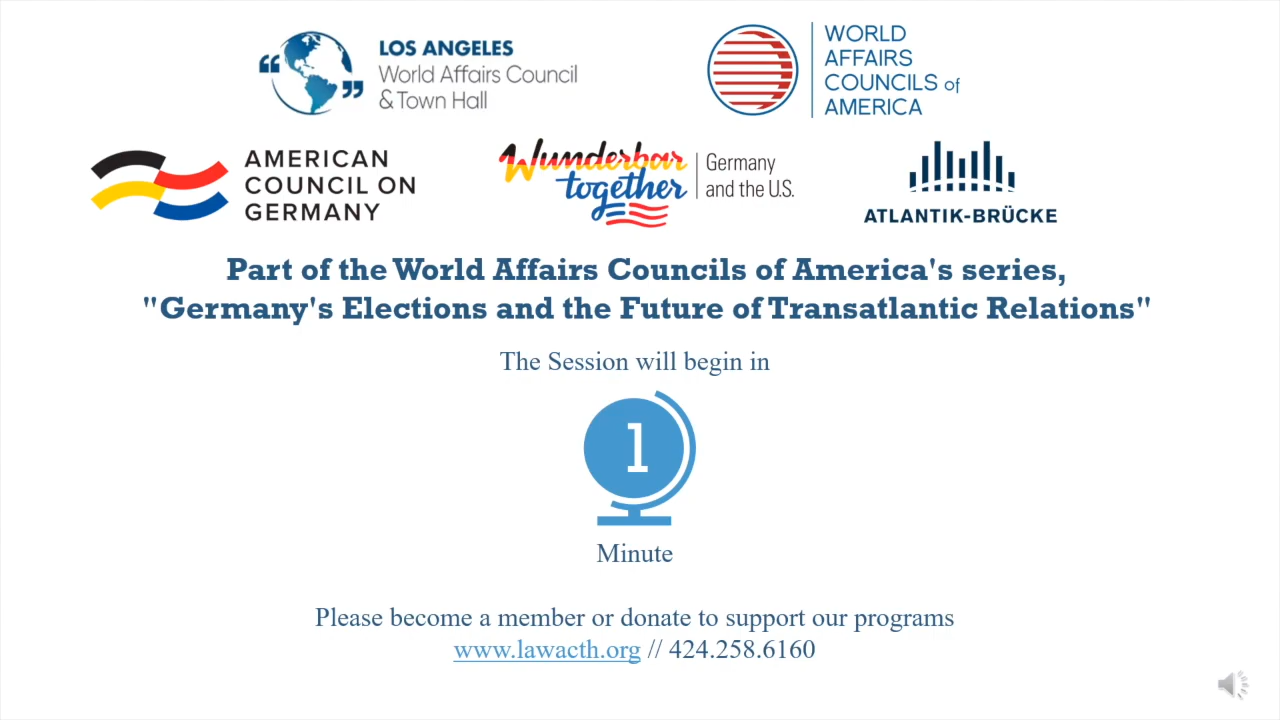 LOS ANGELES
World Affairs Council
& Town Hall
WORLD
AFFAIRS
COUNCILS of
AMERICA
AMERICAN
COUNCIL ON
GERMANY
Wunderbar
together
Germany
and the U.S.
ATLANTIK-BRÜCKE
Part of the World Affairs Councils of America's series,
"Germany's Elections and the Future of Transatlantic Relations"
The Session will begin in
1
Minute
Please become a member or donate to support our programs
www.lawacth.org // 424.258.6160